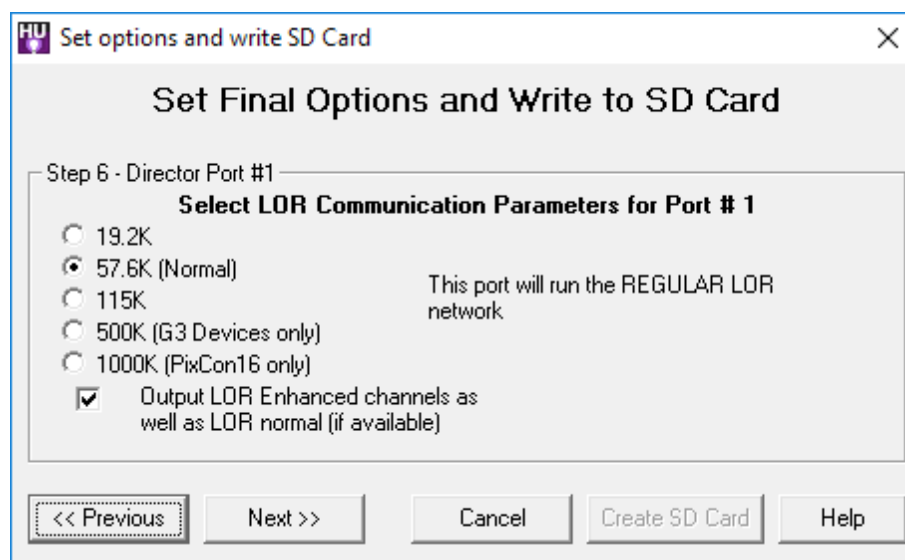 HU Set options and write SD Card
Set Final Options and Write to SD Card
Step 6 - Director Port #1
Select LOR Communication Parameters for Port # 1
19.2K
57.6K (Normal)
115K
500K (G3 Devices only)
1000K (PixCon16 only)
This port will run the REGULAR LOR
network
Output LOR Enhanced channels as
well as LOR normal (if available)
<< Previous
Next >>
Cancel
Create SD Card
Help